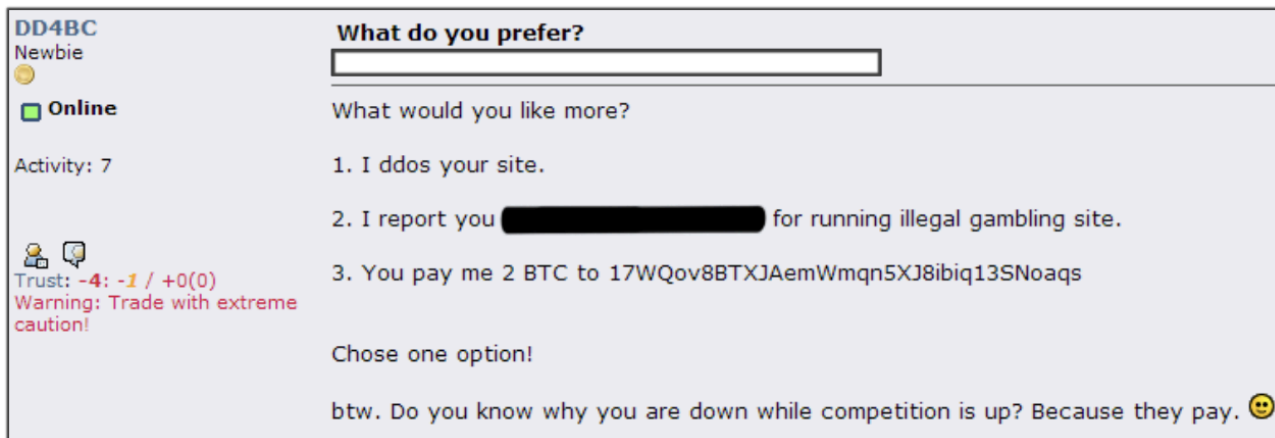 DD4BC
Newbie
Online
Activity: 7
Trust: -4: -1 / +0(0)
Warning: Trade with extreme
caution!
What do you prefer?
What would you like more?
1. I ddos your site.
2. I report you for running illegal gambling site.
3. You pay me 2 BTC to 17WQov8BTXJAemWmqn5XJ8ibiq13SNoaqs
Chose one option!
btw. Do you know why you are down while competition is up? Because they pay.